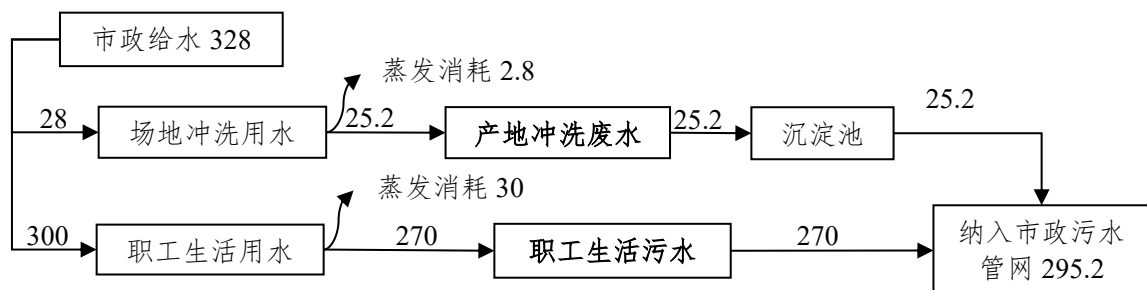 市政给水 328
蒸发消耗 2.8
28
场地冲洗用水
25.2
产地冲洗废水
25.2
沉淀池
25.2
蒸发消耗 30
300
职工生活用水
270
职工生活污水
270
纳入市政污水
管网 295.2